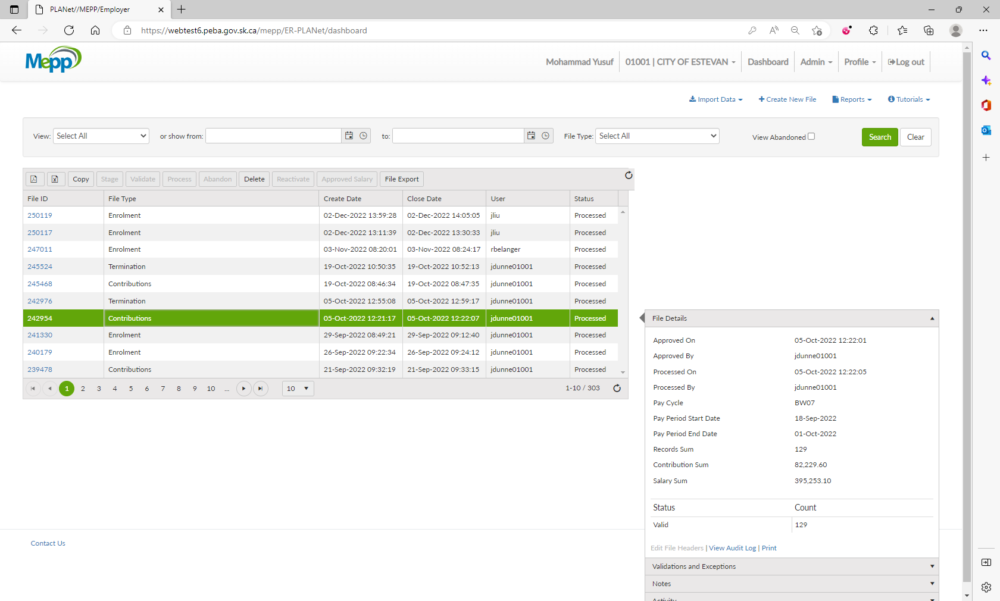 PLANet//MEPP/Employer
https://webtest6.peba.gov.sk.ca/mepp/ER-PLANet/dashboard
Mepp
Mohammad Yusuf
01001 | CITY OF ESTEVAN
Dashboard
Admin
Profile
Log out
Import Data
Create New File
Reports
Tutorials
View: Select All or show from: to: File Type: Select All View Abandoned Search Clear
Copy Stage Validate Process Abandon Delete Reactivate Approved Salary File Export
File ID File Type Create Date Close Date User Status
250119 Enrolment 02-Dec-2022 13:59:28 02-Dec-2022 14:05:05 jliu Processed
250117 Enrolment 02-Dec-2022 13:11:39 02-Dec-2022 13:30:33 jliu Processed
247011 Enrolment 03-Nov-2022 08:20:01 03-Nov-2022 08:24:17 rbelanger Processed
245524 Termination 19-Oct-2022 10:50:35 19-Oct-2022 10:52:13 jdunne01001 Processed
245468 Contributions 19-Oct-2022 08:46:34 19-Oct-2022 08:47:35 jdunne01001 Processed
242976 Termination 05-Oct-2022 12:55:08 05-Oct-2022 12:59:17 jdunne01001 Processed
242954 Contributions 05-Oct-2022 12:21:17 05-Oct-2022 12:22:07 jdunne01001 Processed
241330 Enrolment 29-Sep-2022 08:49:21 29-Sep-2022 09:12:40 jdunne01001 Processed
240179 Enrolment 26-Sep-2022 09:22:34 26-Sep-2022 09:24:12 jdunne01001 Processed
239478 Contributions 21-Sep-2022 09:32:19 21-Sep-2022 09:33:15 jdunne01001 Processed
1 2 3 4 5 6 7 8 9 10 ... 10 1-10 / 303
File Details
Approved On 05-Oct-2022 12:22:01
Approved By jdunne01001
Processed On 05-Oct-2022 12:22:05
Processed By jdunne01001
Pay Cycle BW07
Pay Period Start Date 18-Sep-2022
Pay Period End Date 01-Oct-2022
Records Sum 129
Contribution Sum 82,229.60
Salary Sum 395,253.10
Status Count
Valid 129
Edit File Headers | View Audit Log | Print
Validations and Exceptions
Notes
Activity
Contact Us